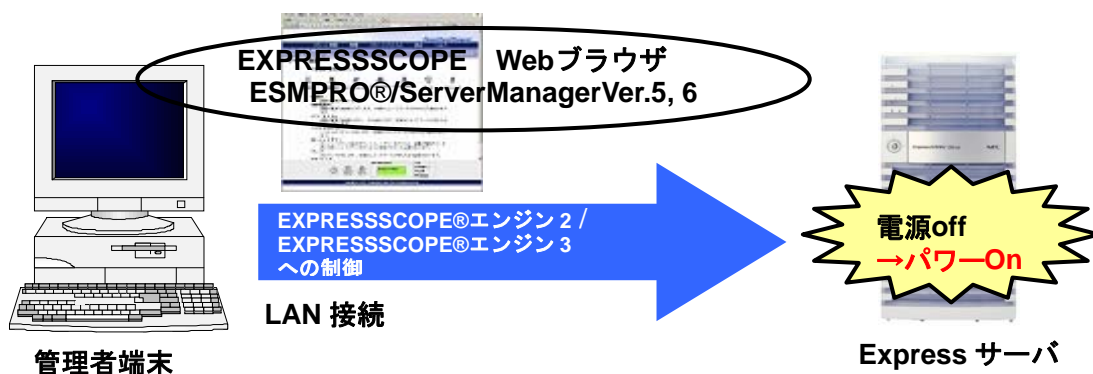 EXPRESSSCOPE Webブラウザ
ESMPRO®/ServerManagerVer.5, 6
EXPRESSSCOPE®エンジン 2 /
EXPRESSSCOPE®エンジン 3
への制御
LAN 接続
管理者端末
電源off
→パワーOn
Express サーバ